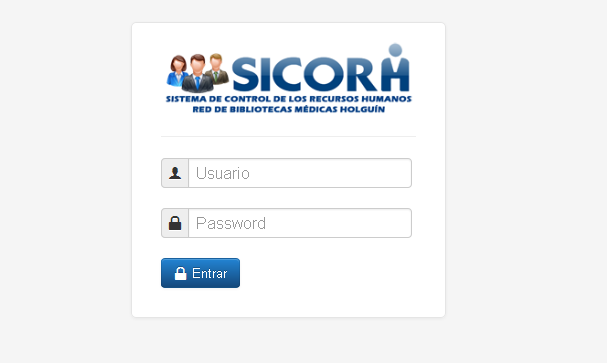 SICORH
SISTEMA DE CONTROL DE LOS RECURSOS HUMANOS
RED DE BIBLIOTECAS MÉDICAS HOLGUÍN
Usuario
Password
Entrar